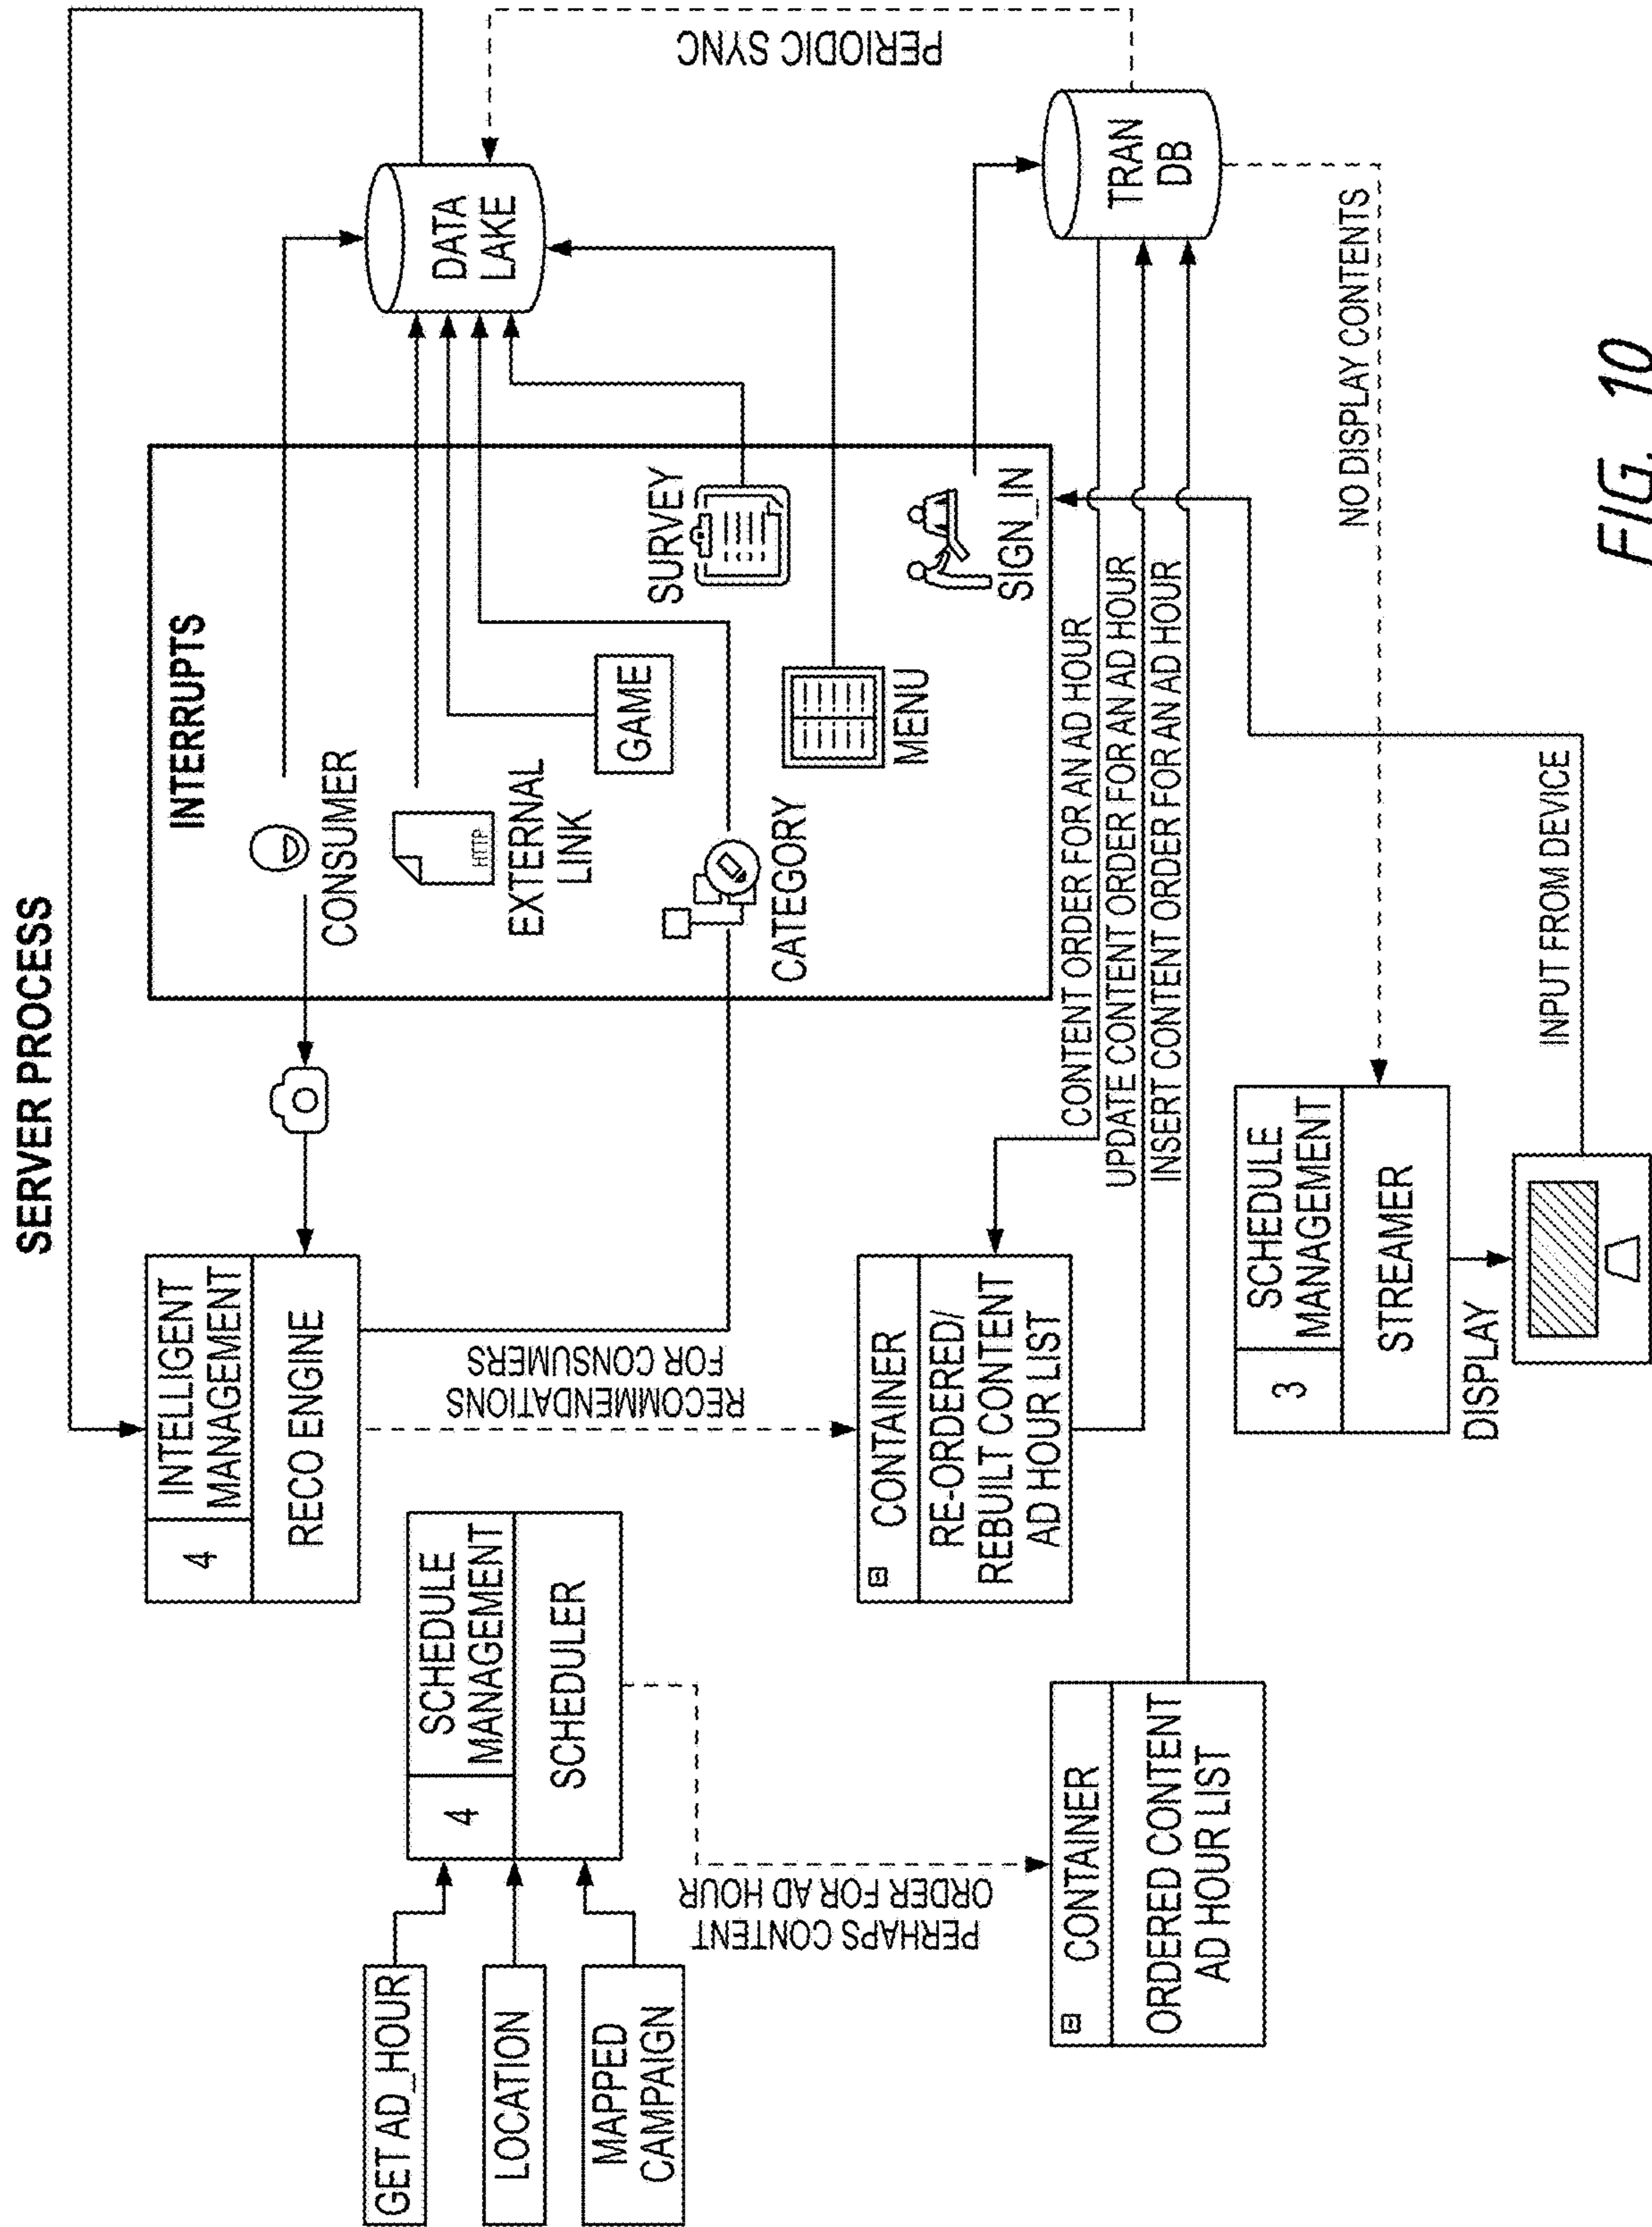 SERVER PROCESS
GET AD_HOUR
LOCATION
MAPPED
CAMPAIGN
4
SCHEDULE
MANAGEMENT
SCHEDULER
PERHAPS CONTENT
ORDER FOR AD HOUR
CONTAINER
ORDERED CONTENT
AD HOUR LIST
4
INTELLIGENT
MANAGEMENT
RECO ENGINE
RECOMMENDATIONS
FOR CONSUMERS
CONTAINER
RE-ORDERED/
REBUILT CONTENT
AD HOUR LIST
3
SCHEDULE
MANAGEMENT
STREAMER
DISPLAY
INPUT FROM DEVICE
INTERRUPTS
CONSUMER
HTTP
EXTERNAL
LINK
GAME
CATEGORY
SURVEY
MENU
SIGN_IN
CONTENT ORDER FOR AN AD HOUR
UPDATE CONTENT ORDER FOR AN AD HOUR
INSERT CONTENT ORDER FOR AN AD HOUR
NO DISPLAY CONTENTS
DATA
LAKE
PERIODIC SYNC
TRAN
DB
FIG. 10